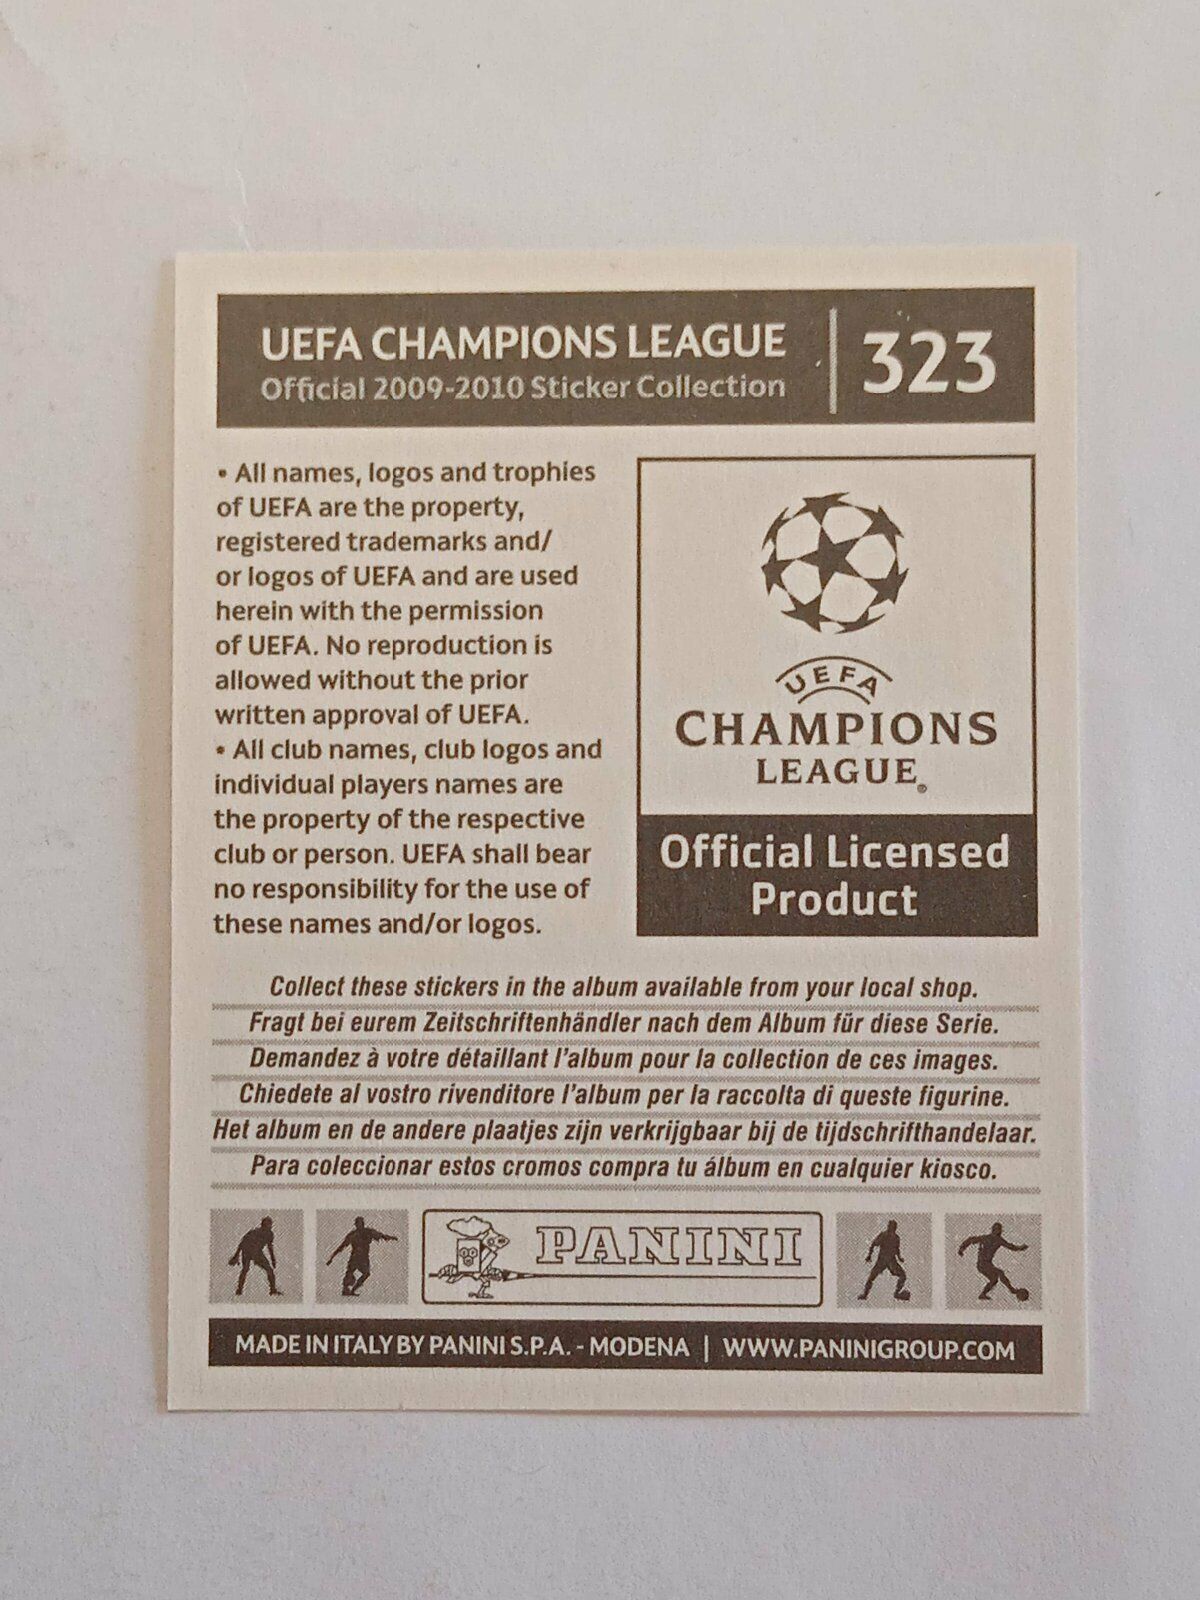 UEFA CHAMPIONS LEAGUE
Official 2009-2010 Sticker Collection
323
• All names, logos and trophies
of UEFA are the property,
registered trademarks and/
or logos of UEFA and are used
herein with the permission
of UEFA. No reproduction is
allowed without the prior
written approval of UEFA.
• All club names, club logos and
individual players names are
the property of the respective
club or person. UEFA shall bear
no responsibility for the use of
these names and/or logos.
UEFA
CHAMPIONS
LEAGUE®
Official Licensed
Product
Collect these stickers in the album available from your local shop.
Fragt bei eurem Zeitschriftenhändler nach dem Album für diese Serie.
Demandez à votre détaillant l'album pour la collection de ces images.
Chiedete al vostro rivenditore l'album per la raccolta di queste figurine.
Het album en de andere plaatjes zijn verkrijgbaar bij de tijdschrifthandelaar.
Para coleccionar estos cromos compra tu álbum en cualquier kiosco.
PANINI
MADE IN ITALY BY PANINI S.P.A. - MODENA | WWW.PANINIGROUP.COM